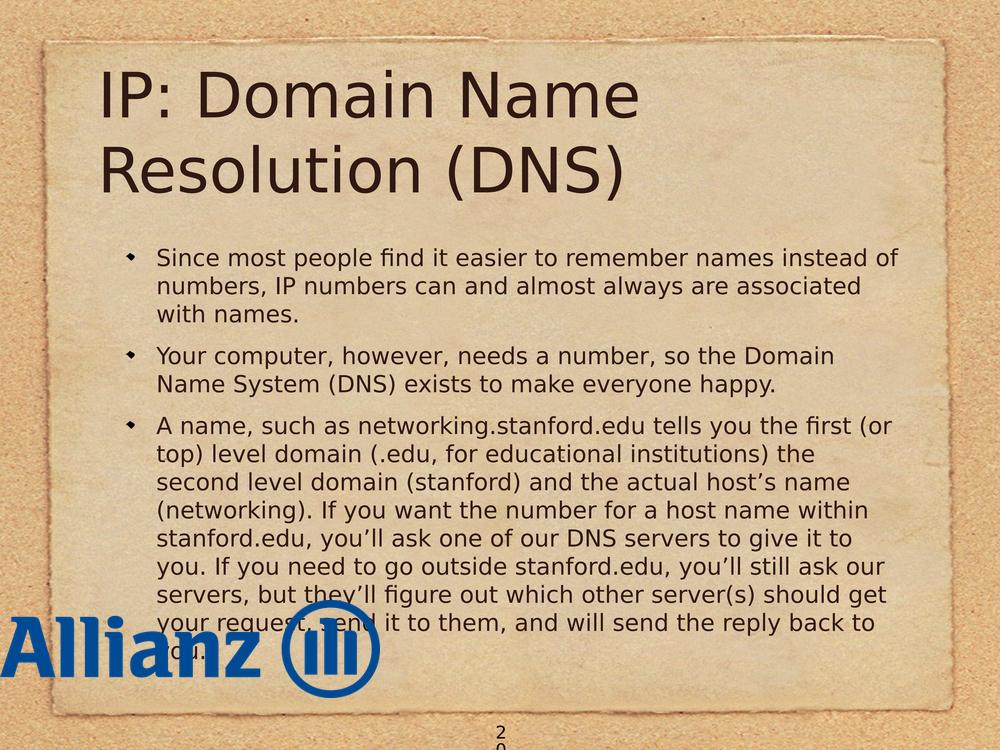 IP: Domain Name
Resolution (DNS)
Since most people find it easier to remember names instead of
numbers, IP numbers can and almost always are associated
with names.
Your computer, however, needs a number, so the Domain
Name System (DNS) exists to make everyone happy.
A name, such as networking.stanford.edu tells you the first (or
top) level domain (.edu, for educational institutions) the
second level domain (stanford) and the actual host’s name
(networking). If you want the number for a host name within
stanford.edu, you’ll ask one of our DNS servers to give it to
you. If you need to go outside stanford.edu, you’ll still ask our
servers, but they’ll figure out which other server(s) should get
your request, send it to them, and will send the reply back to
you.
Allianz
2
0